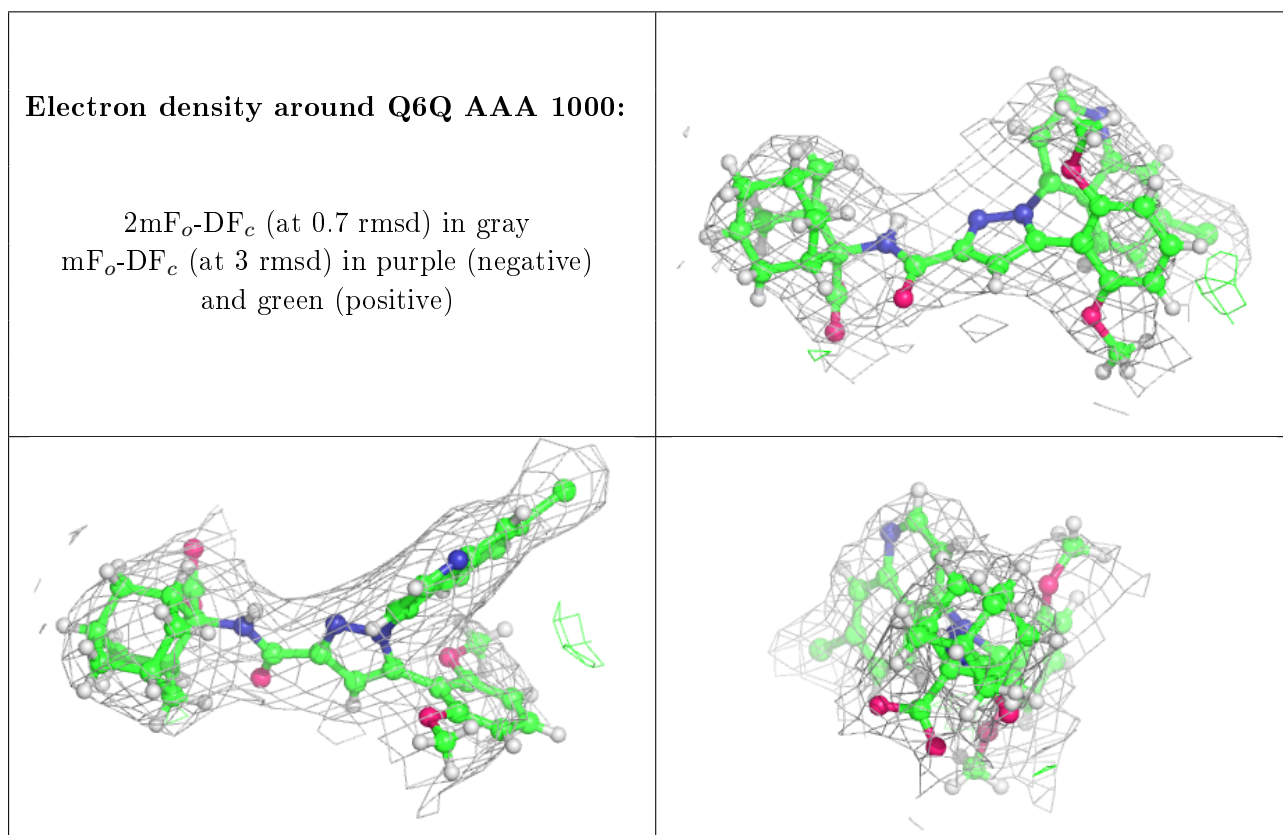 Electron density around Q6Q AAA 1000:
2mFₒ-DF𝒸 (at 0.7 rmsd) in gray
mFₒ-DF𝒸 (at 3 rmsd) in purple (negative)
and green (positive)